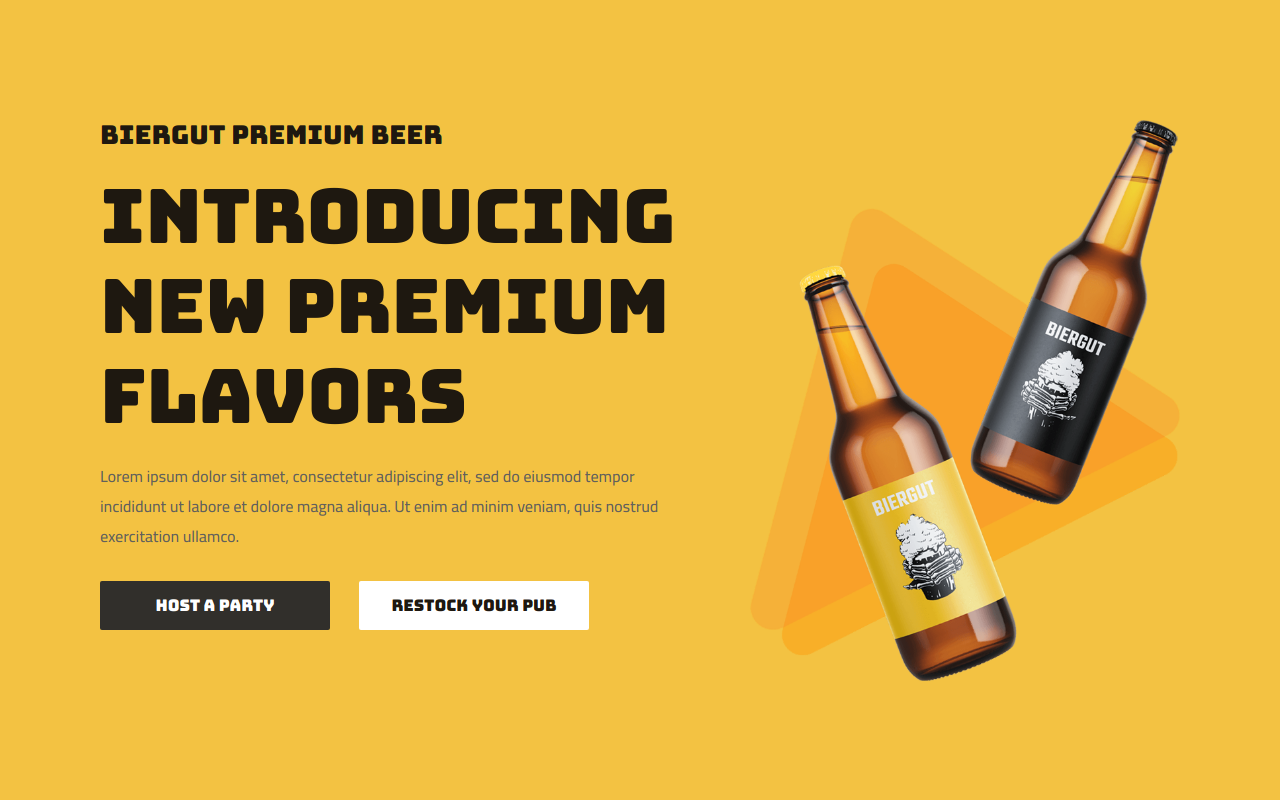 BIERGUT PREMIUM BEER
INTRODUCING
NEW PREMIUM
FLAVORS
Lorem ipsum dolor sit amet, consectetur adipiscing elit, sed do eiusmod tempor
incididunt ut labore et dolore magna aliqua. Ut enim ad minim veniam, quis nostrud
exercitation ullamco.
HOST A PARTY
RESTOCK YOUR PUB
BIERGUT
BIERGUT